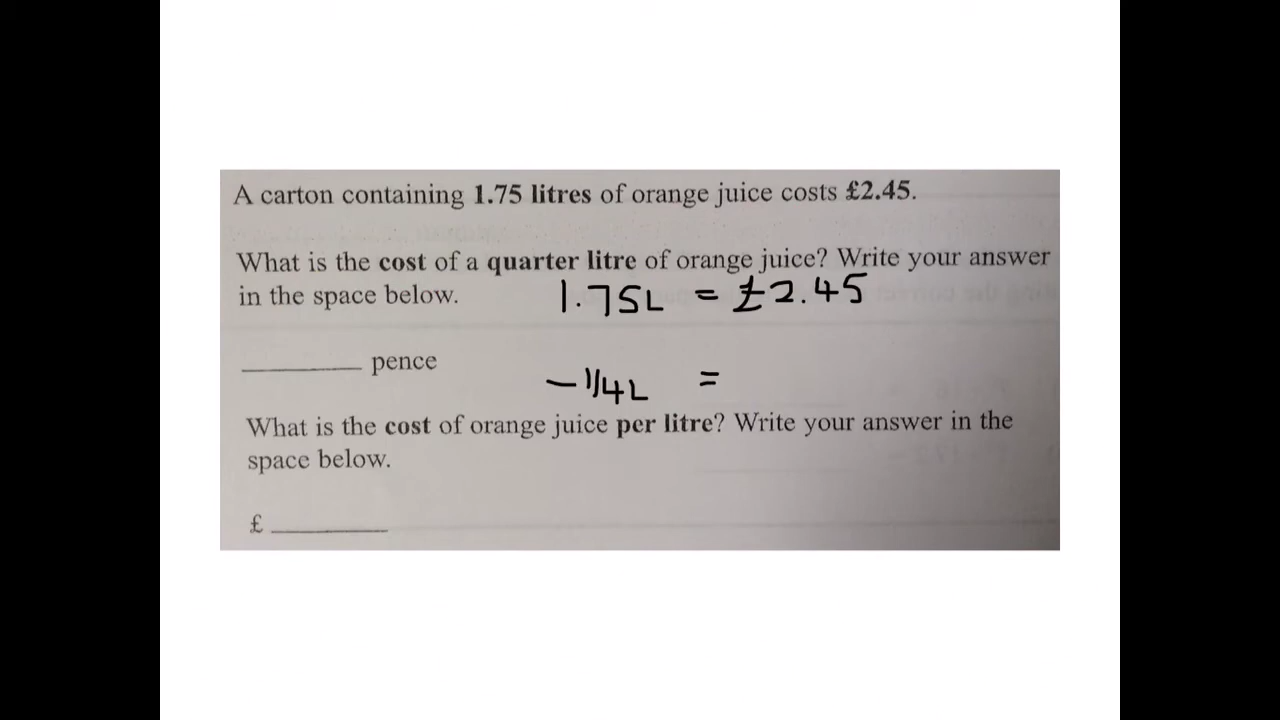 A carton containing 1.75 litres of orange juice costs £2.45.
What is the cost of a quarter litre of orange juice? Write your answer
in the space below.
1.75L = £2.45
________ pence
- 1/4L =
What is the cost of orange juice per litre? Write your answer in the
space below.
£ ________